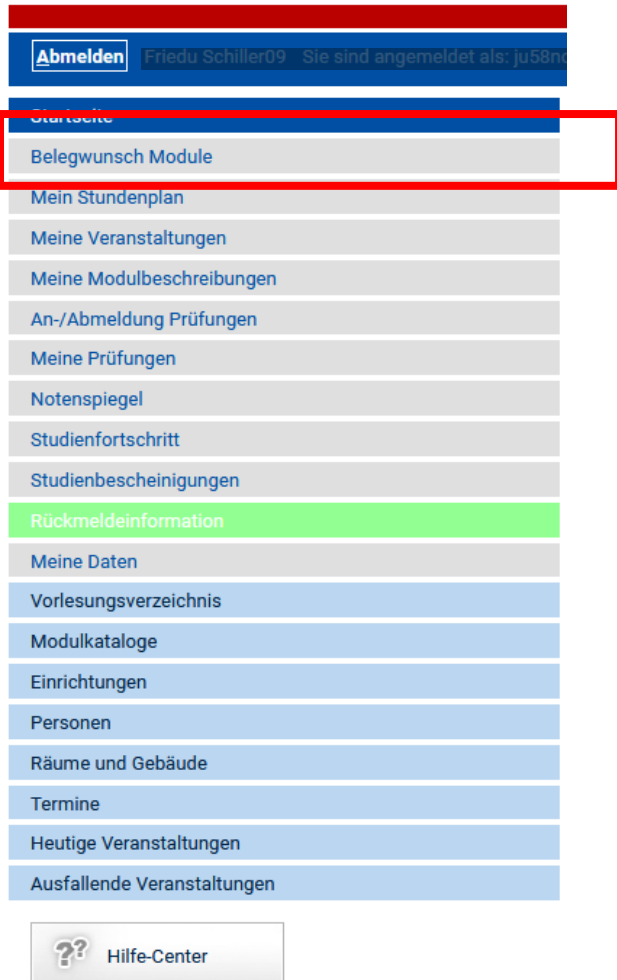 Abmelden Friedu Schiller09 Sie sind angemeldet als:
Startseite
Belegwunsch Module
Mein Stundenplan
Meine Veranstaltungen
Meine Modulbeschreibungen
An-/Abmeldung Prüfungen
Meine Prüfungen
Notenspiegel
Studienfortschritt
Studienbescheinigungen
Rückmeldeinformation
Meine Daten
Vorlesungsverzeichnis
Modulkataloge
Einrichtungen
Personen
Räume und Gebäude
Termine
Heutige Veranstaltungen
Ausfallende Veranstaltungen
?? Hilfe-Center